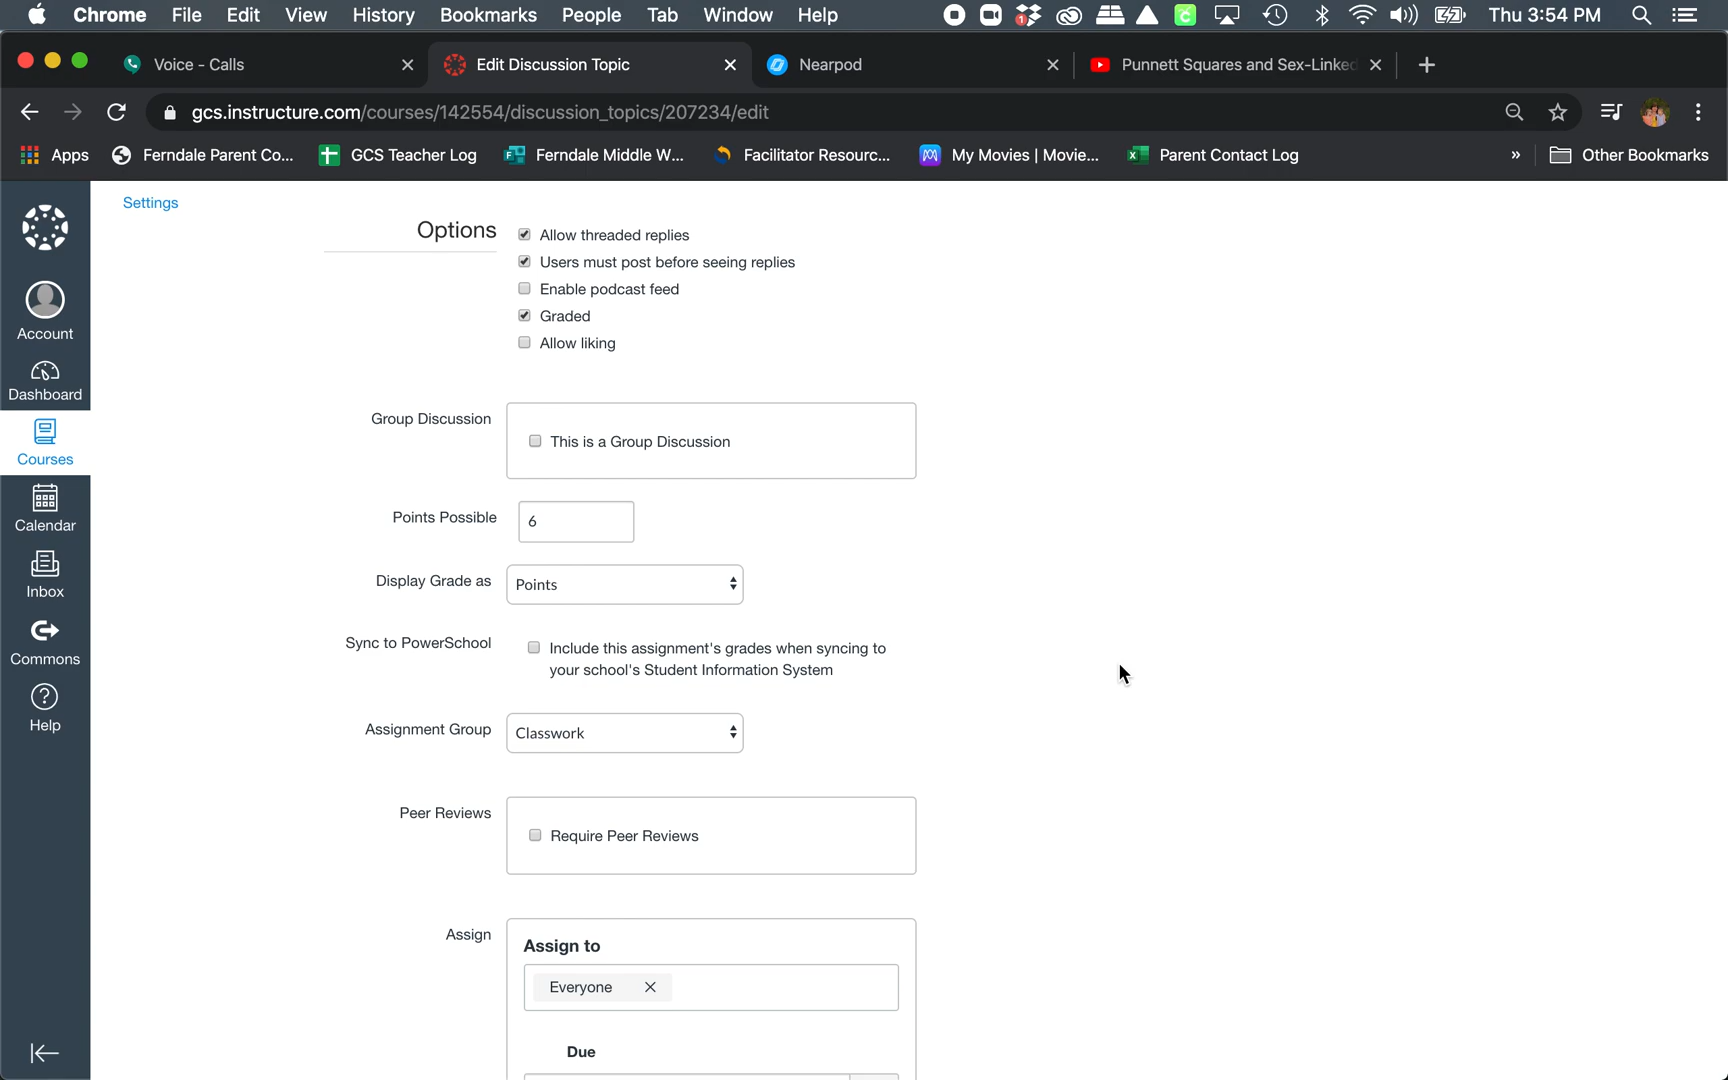 Chrome File Edit View History Bookmarks People Tab Window Help 1 Thu 3:54 PM
Voice - Calls Edit Discussion Topic Nearpod Punnett Squares and Sex-Linked
gcs.instructure.com/courses/142554/discussion_topics/207234/edit
Apps Ferndale Parent Co... GCS Teacher Log Ferndale Middle W... Facilitator Resourc... My Movies | Movie... Parent Contact Log » Other Bookmarks
Settings
Options
Allow threaded replies
Users must post before seeing replies
Enable podcast feed
Graded
Allow liking
Account
Dashboard
Courses
Calendar
Inbox
Commons
Help
Group Discussion
This is a Group Discussion
Points Possible
6
Display Grade as
Points
Sync to PowerSchool
Include this assignment's grades when syncing to
your school's Student Information System
Assignment Group
Classwork
Peer Reviews
Require Peer Reviews
Assign
Assign to
Everyone
Due